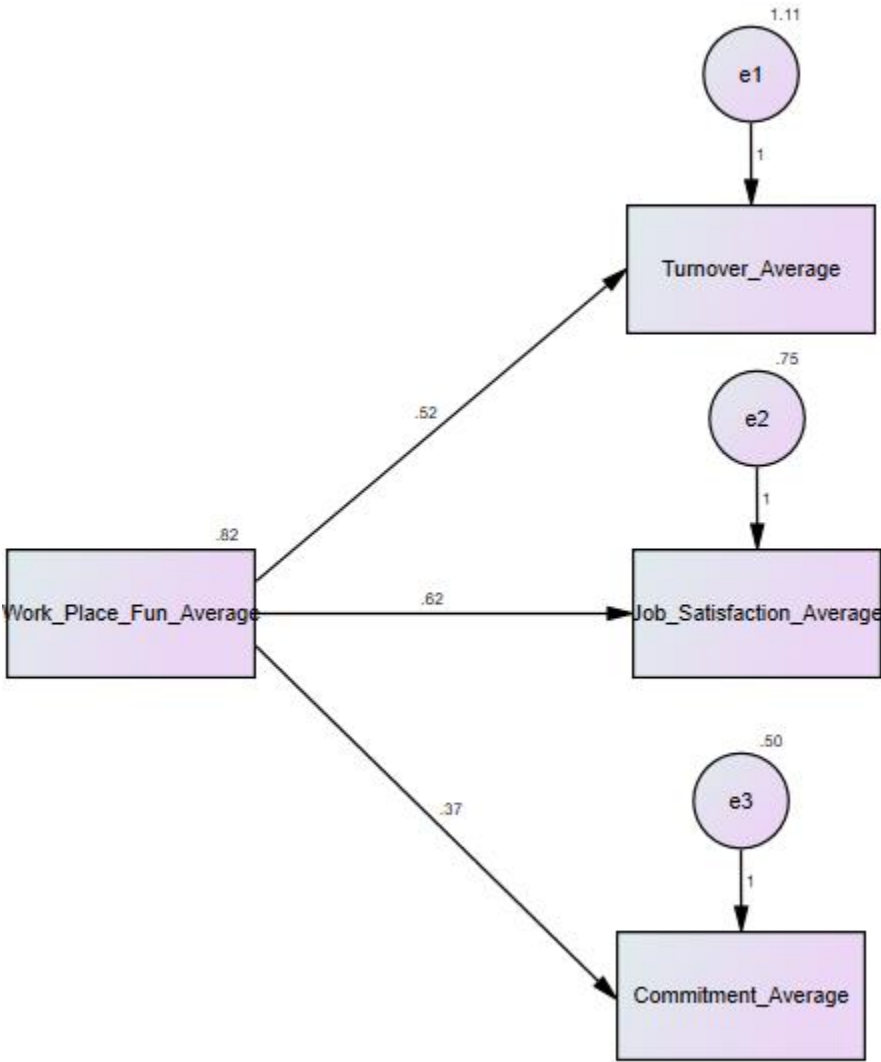 1.11
e1
1
Turnover_Average
.75
e2
.52
1
.82
Work_Place_Fun_Average
.62
Job_Satisfaction_Average
.50
e3
.37
1
Commitment_Average